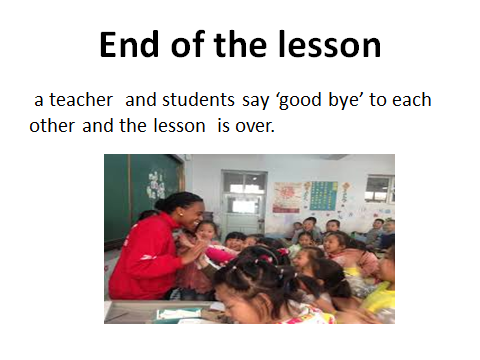 End of the lesson
a teacher and students say ‘good bye’ to each
other and the lesson is over.